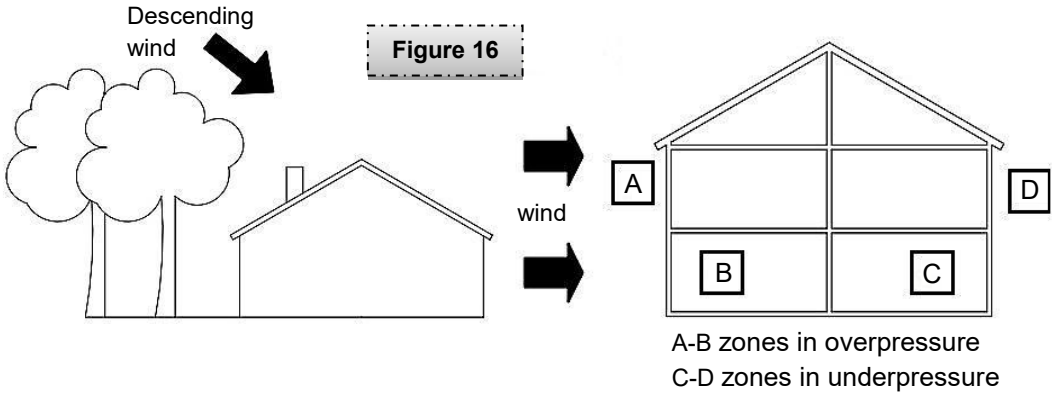 Descending
wind
Figure 16
A
wind
D
B
C
A-B zones in overpressure
C-D zones in underpressure